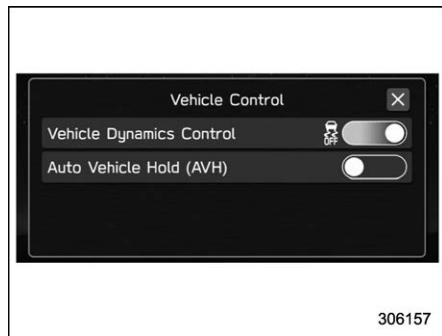 Vehicle Control
Vehicle Dynamics Control OFF
Auto Vehicle Hold (AVH)
306157